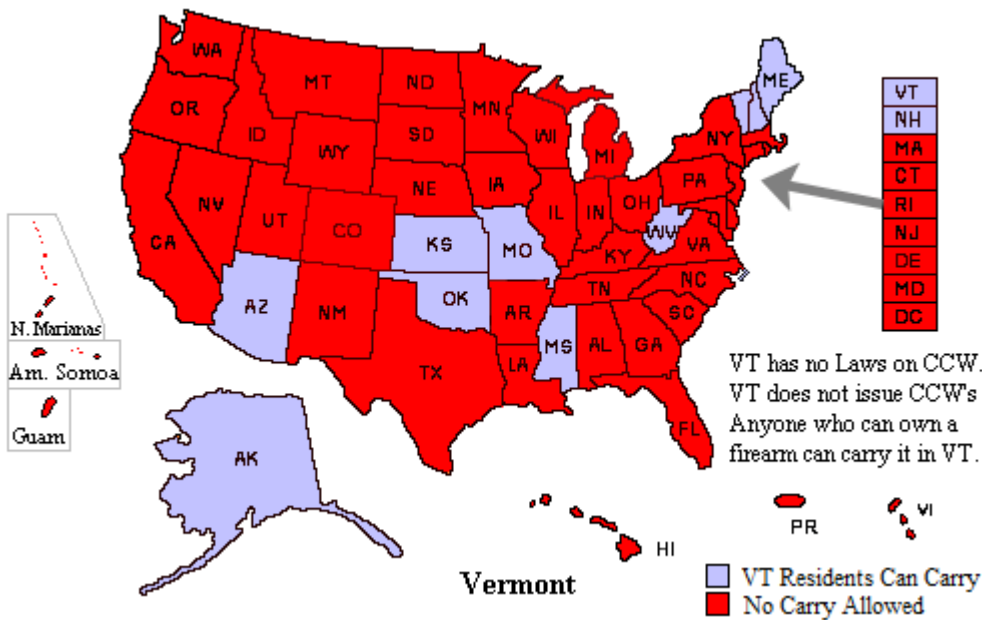 WA
MT
ND
MN
ME
OR
ID
SD
WI
MI
NY
WY
NE
IA
PA
NV
UT
CO
IL
IN
OH
CA
KS
MO
WV
VA
KY
AZ
NM
OK
AR
TN
NC
SC
TX
LA
MS
AL
GA
FL
AK
HI
VT
NH
MA
CT
RI
NJ
DE
MD
DC
N. Marianas
Am. Somoa
Guam
VT has no Laws on CCW.
VT does not issue CCW's
Anyone who can own a
firearm can carry it in VT.
PR
VI
Vermont
VT Residents Can Carry
No Carry Allowed